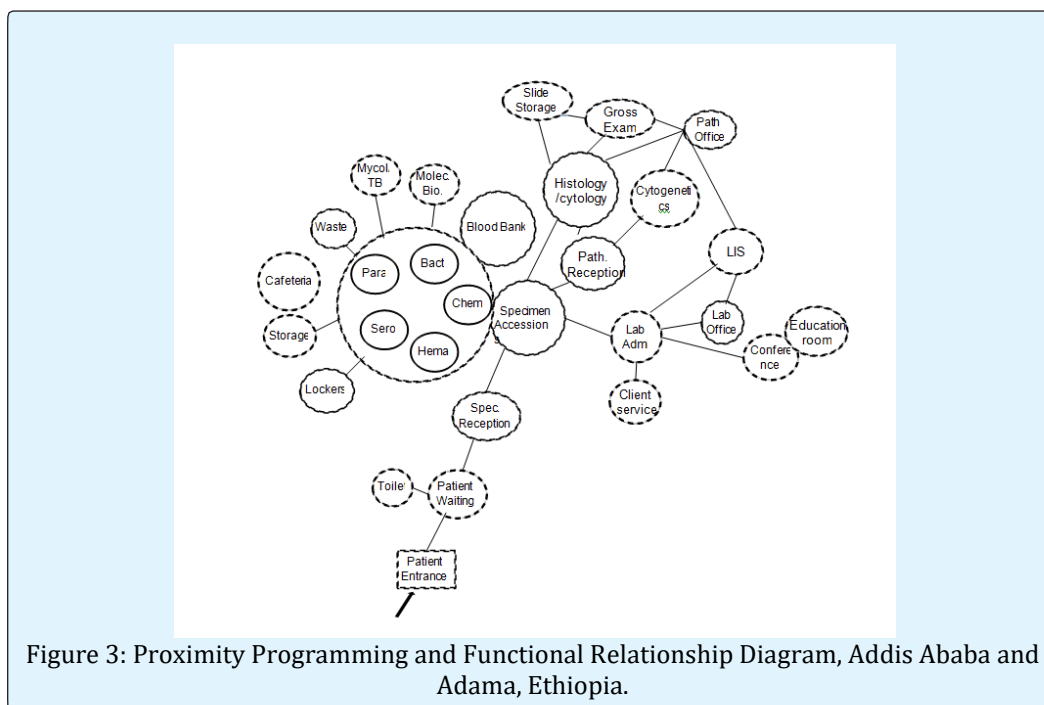 Slide
Storage
Gross
Exam
Path
Office
Mycol.
TB
Molec.
Bio.
Histology
/cytology
Cytogeneti
cs
Waste
Blood Bank
Para
Bact
Path.
Reception
LIS
Cafeteria
Chem
Specimen
Accession
g
Storage
Sero
Hema
Lab
Adm
Lab
Office
Education
room
Confere
nce
Lockers
Client
service
Spec.
Reception
Toilet
Patient
Waiting
Patient
Entrance
Figure 3: Proximity Programming and Functional Relationship Diagram, Addis Ababa and
Adama, Ethiopia.